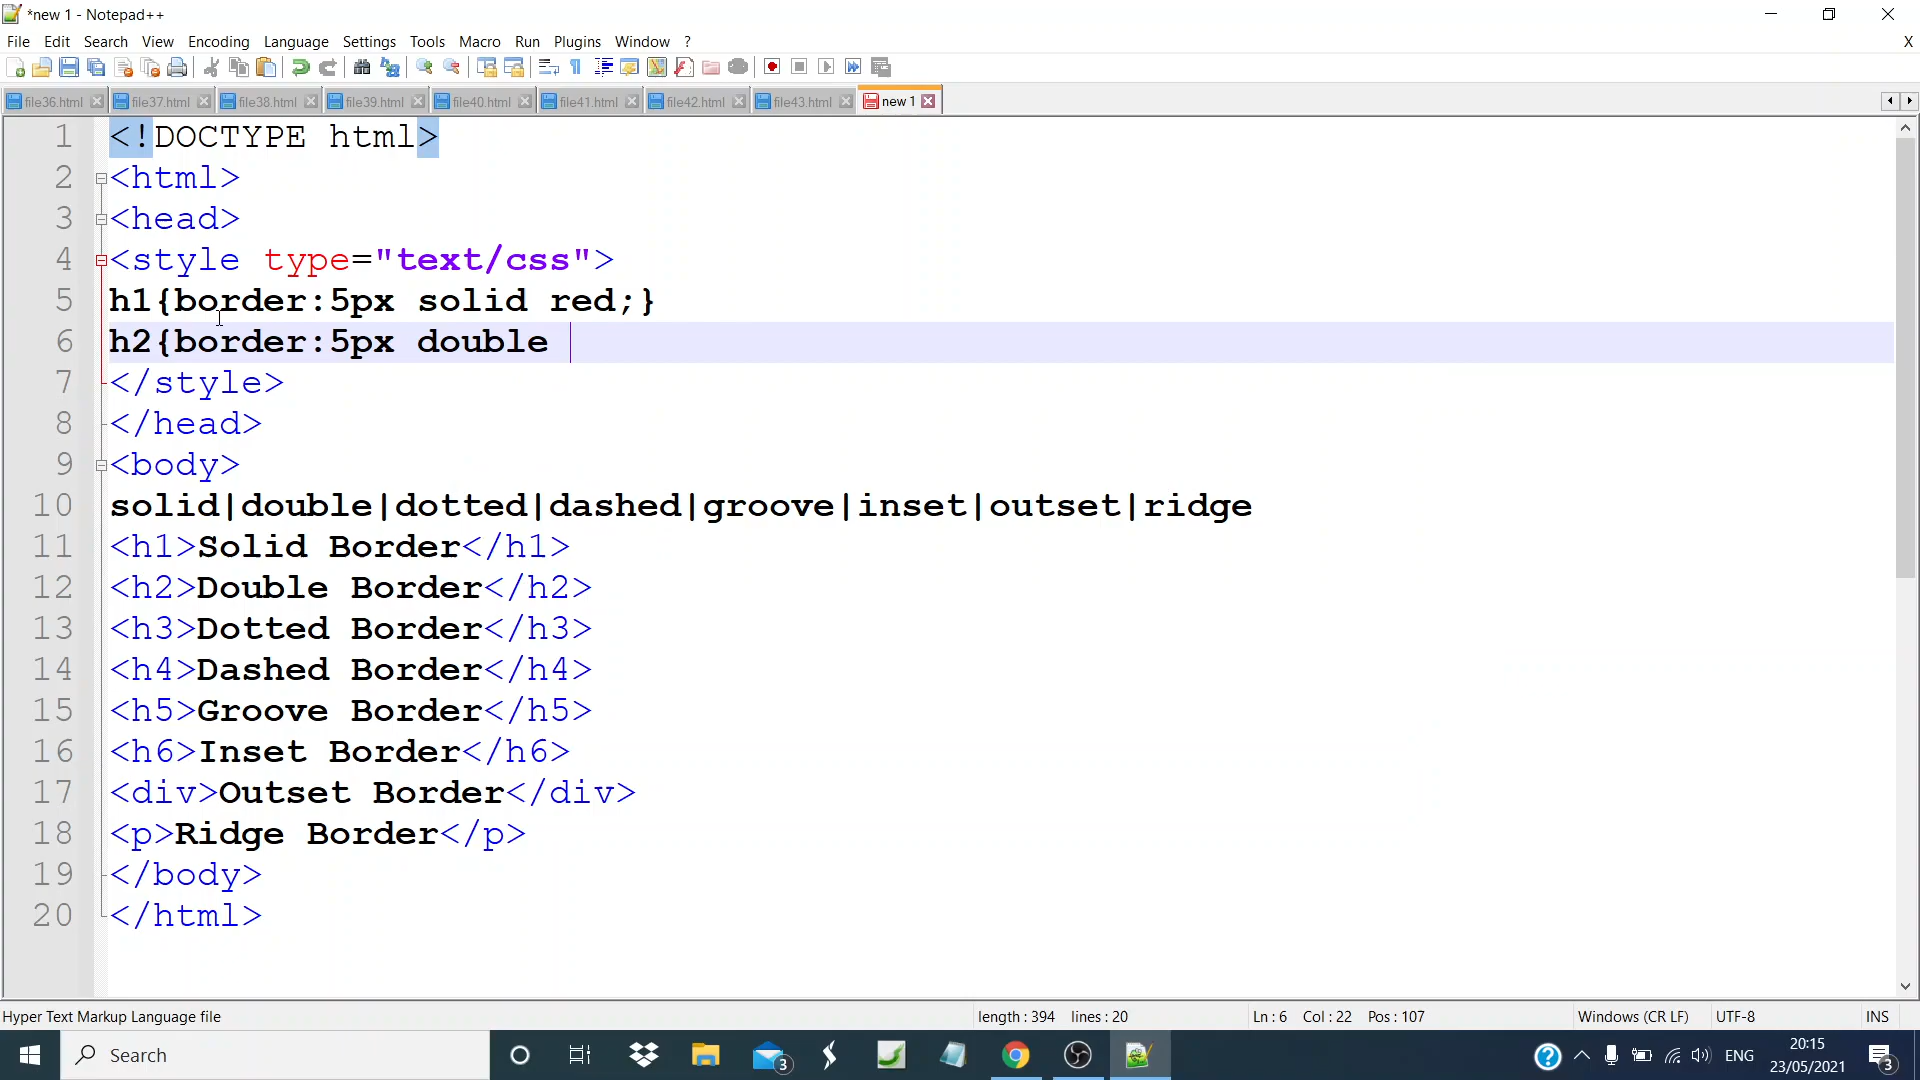 *new 1 - Notepad++
File Edit Search View Encoding Language Settings Tools Macro Run Plugins Window ? X
file36.html file37.html file38.html file39.html file40.html file41.html file42.html file43.html new 1
1 <!DOCTYPE html>
2 <html>
3 <head>
4 <style type="text/css">
5 h1{border:5px solid red;}
6 h2{border:5px double
7 </style>
8 </head>
9 <body>
10 solid|double|dotted|dashed|groove|inset|outset|ridge
11 <h1>Solid Border</h1>
12 <h2>Double Border</h2>
13 <h3>Dotted Border</h3>
14 <h4>Dashed Border</h4>
15 <h5>Groove Border</h5>
16 <h6>Inset Border</h6>
17 <div>Outset Border</div>
18 <p>Ridge Border</p>
19 </body>
20 </html>
Hyper Text Markup Language file length : 394 lines : 20 Ln : 6 Col : 22 Pos : 107 Windows (CR LF) UTF-8 INS
Search 3 ENG 20:15 3
23/05/2021